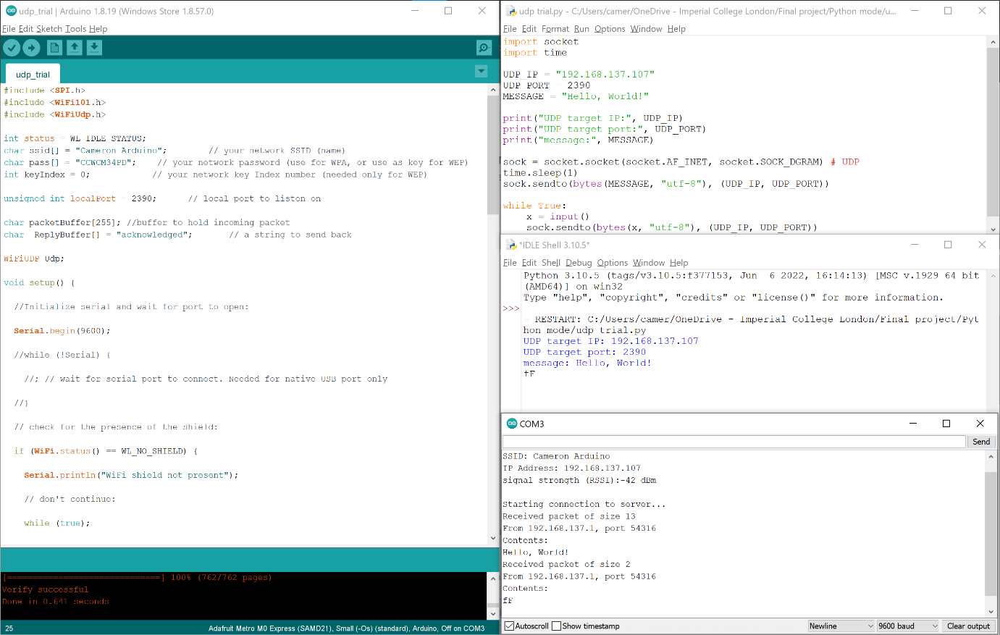 udp_trial | Arduino 1.8.19 (Windows Store 1.8.57.0)
File Edit Sketch Tools Help
udp_trial
#include <SPI.h>
#include <WiFi101.h>
#include <WiFiUdp.h>
int status = WL_IDLE_STATUS;
char ssid[] = "Cameron Arduino";        // your network SSID (name)
char pass[] = "CCWCM34PD";    // your network password (use for WPA, or use as key for WEP)
int keyIndex = 0;            // your network key Index number (needed only for WEP)
unsigned int localPort = 2390;      // local port to listen on
char packetBuffer[255]; //buffer to hold incoming packet
char  ReplyBuffer[] = "acknowledged";       // a string to send back
WiFiUDP Udp;
void setup() {
  //Initialize serial and wait for port to open:
  Serial.begin(9600);
  //while (!Serial) {
    //; // wait for serial port to connect. Needed for native USB port only
  //}
  // check for the presence of the shield:
  if (WiFi.status() == WL_NO_SHIELD) {
    Serial.println("WiFi shield not present");
    // don't continue:
    while (true);
[==============================] 100% (762/762 pages)
Verify successful
Done in 0.641 seconds
25
Adafruit Metro M0 Express (SAMD21), Small (-Os) (standard), Arduino, Off on COM3
udp trial.py - C:/Users/camer/OneDrive - Imperial College London/Final project/Python mode/u...
File Edit Format Run Options Window Help
import socket
import time
UDP_IP = "192.168.137.107"
UDP_PORT = 2390
MESSAGE = "Hello, World!"
print("UDP target IP:", UDP_IP)
print("UDP target port:", UDP_PORT)
print("message:", MESSAGE)
sock = socket.socket(socket.AF_INET, socket.SOCK_DGRAM) # UDP
time.sleep(1)
sock.sendto(bytes(MESSAGE, "utf-8"), (UDP_IP, UDP_PORT))
while True:
    x = input()
    sock.sendto(bytes(x, "utf-8"), (UDP_IP, UDP_PORT))
*IDLE Shell 3.10.5*
File Edit Shell Debug Options Window Help
Python 3.10.5 (tags/v3.10.5:f377153, Jun  6 2022, 16:14:13) [MSC v.1929 64 bit
(AMD64)] on win32
Type "help", "copyright", "credits" or "license()" for more information.
>>>
= RESTART: C:/Users/camer/OneDrive - Imperial College London/Final project/Pyt
hon mode/udp trial.py
UDP target IP: 192.168.137.107
UDP target port: 2390
message: Hello, World!
fF
COM3
Send
SSID: Cameron Arduino
IP Address: 192.168.137.107
signal strength (RSSI):-42 dBm
Starting connection to server...
Received packet of size 13
From 192.168.137.1, port 54316
Contents:
Hello, World!
Received packet of size 2
From 192.168.137.1, port 54316
Contents:
fF
Autoscroll Show timestamp
Newline
9600 baud
Clear output